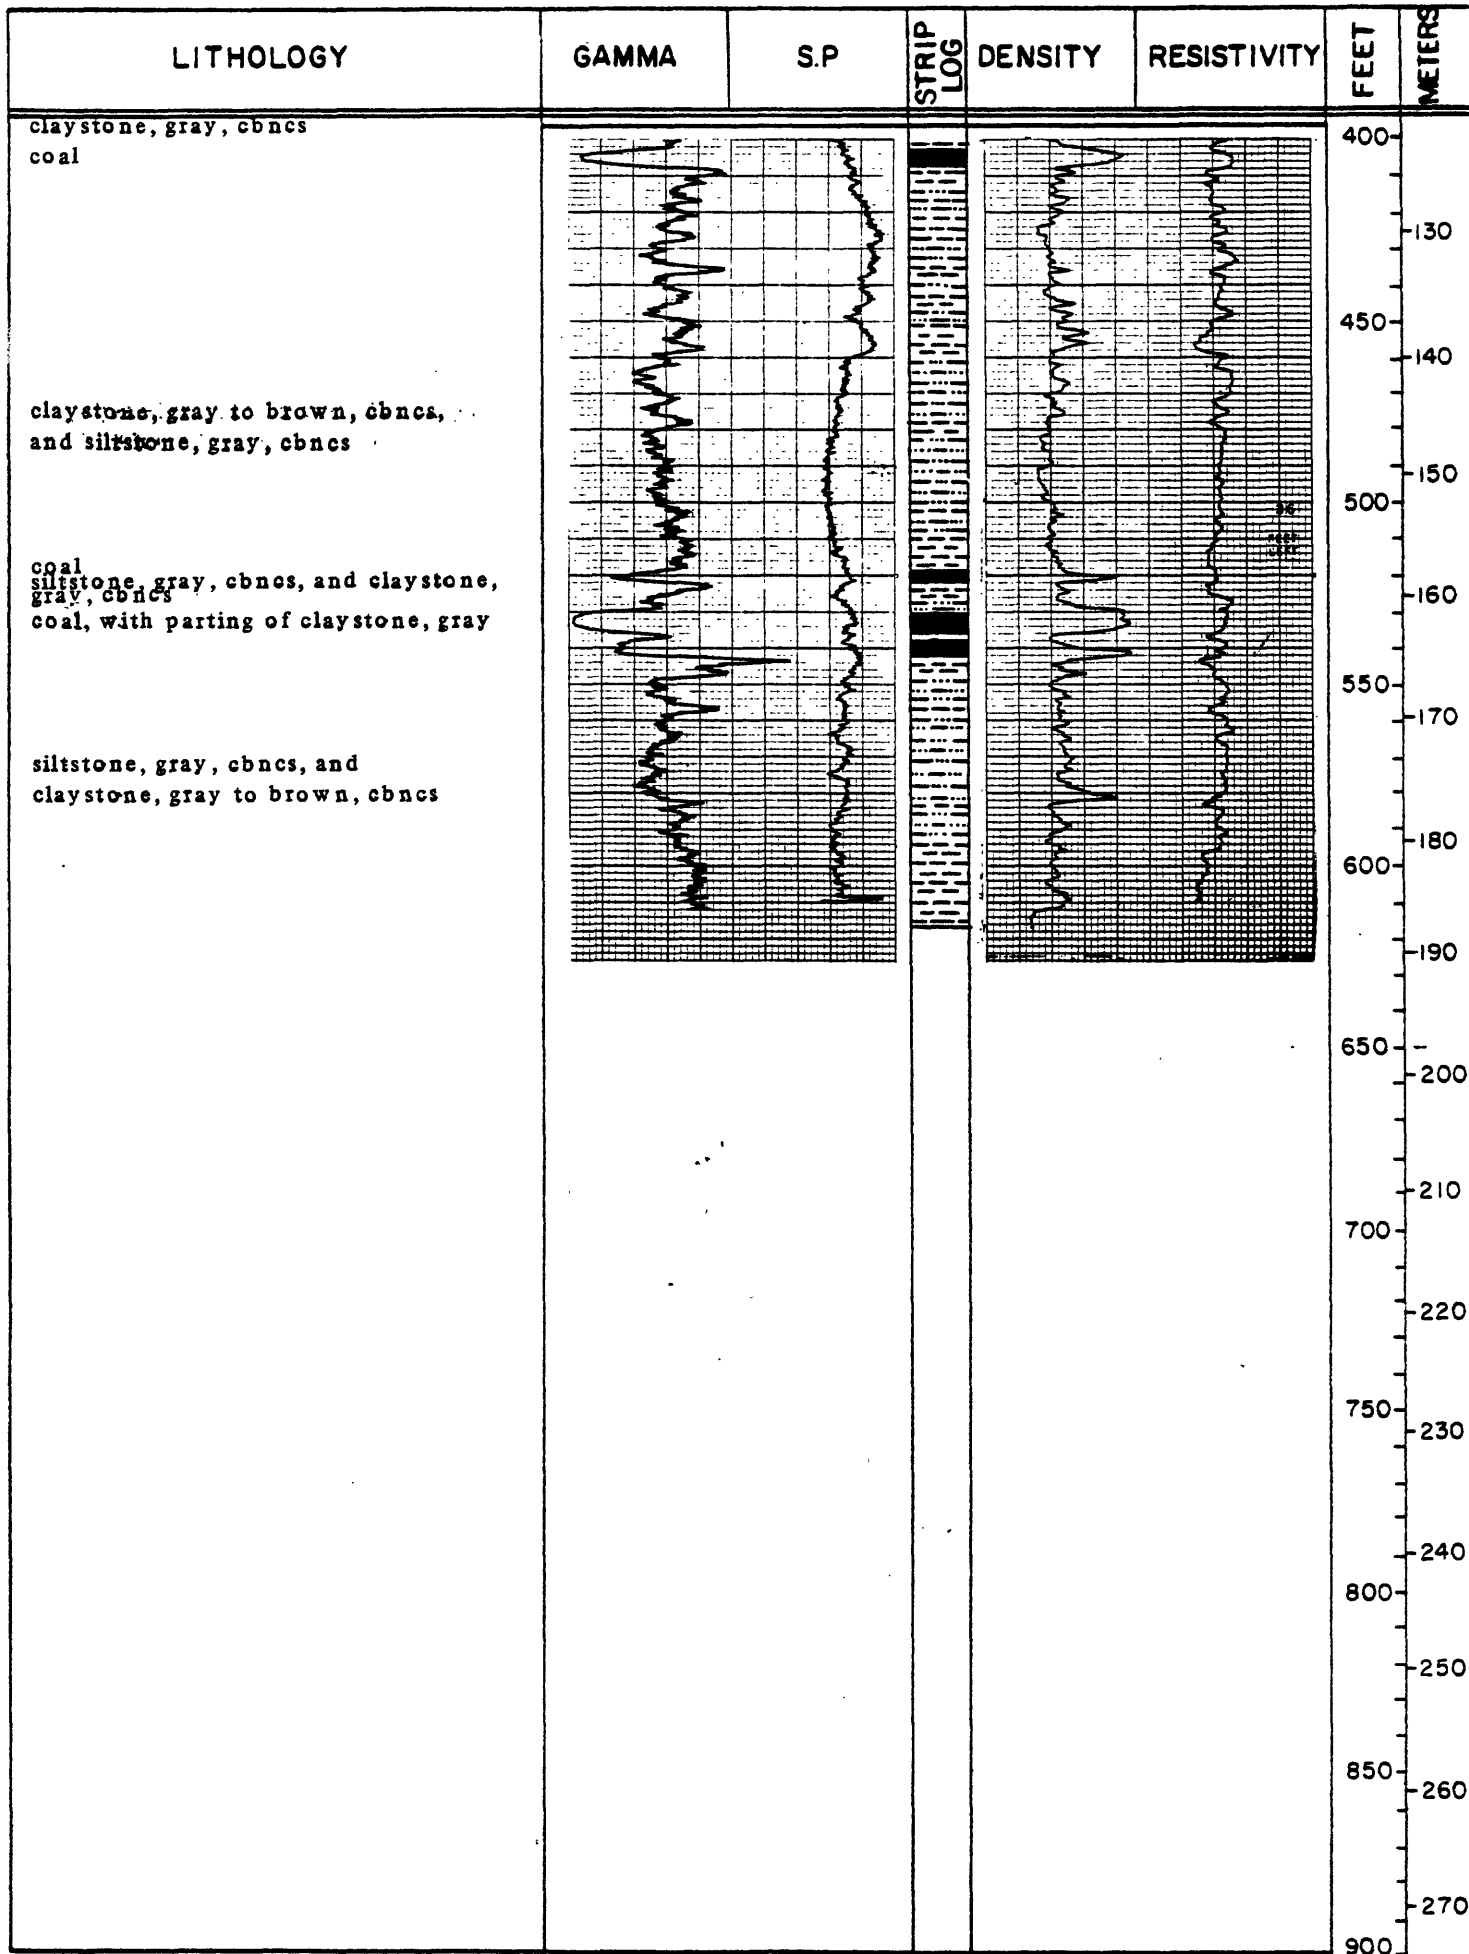 LITHOLOGY GAMMA S.P STRIP LOG DENSITY RESISTIVITY FEET METERS
claystone, gray, cbncs
coal
claystone, gray to brown, cbncs,
and siltstone, gray, cbncs
coal
siltstone, gray, cbncs, and claystone,
gray, cbncs
coal, with parting of claystone, gray
siltstone, gray, cbncs, and
claystone, gray to brown, cbncs
400
130
450
140
150
500
160
550
170
180
600
190
650
200
210
700
220
750
230
240
800
250
850
260
270
900